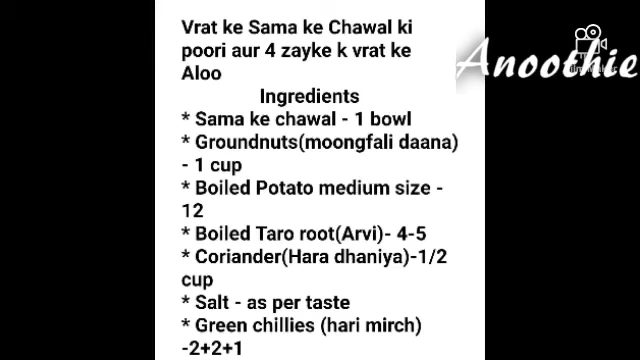 Vrat ke Sama ke Chawal ki
poori aur 4 zayke k vrat ke
Aloo
Ingredients
* Sama ke chawal - 1 bowl
* Groundnuts(moongfali daana)
- 1 cup
* Boiled Potato medium size -
12
* Boiled Taro root(Arvi)- 4-5
* Coriander(Hara dhaniya)-1/2
cup
* Salt - as per taste
* Green chillies (hari mirch)
-2+2+1
Anoothie